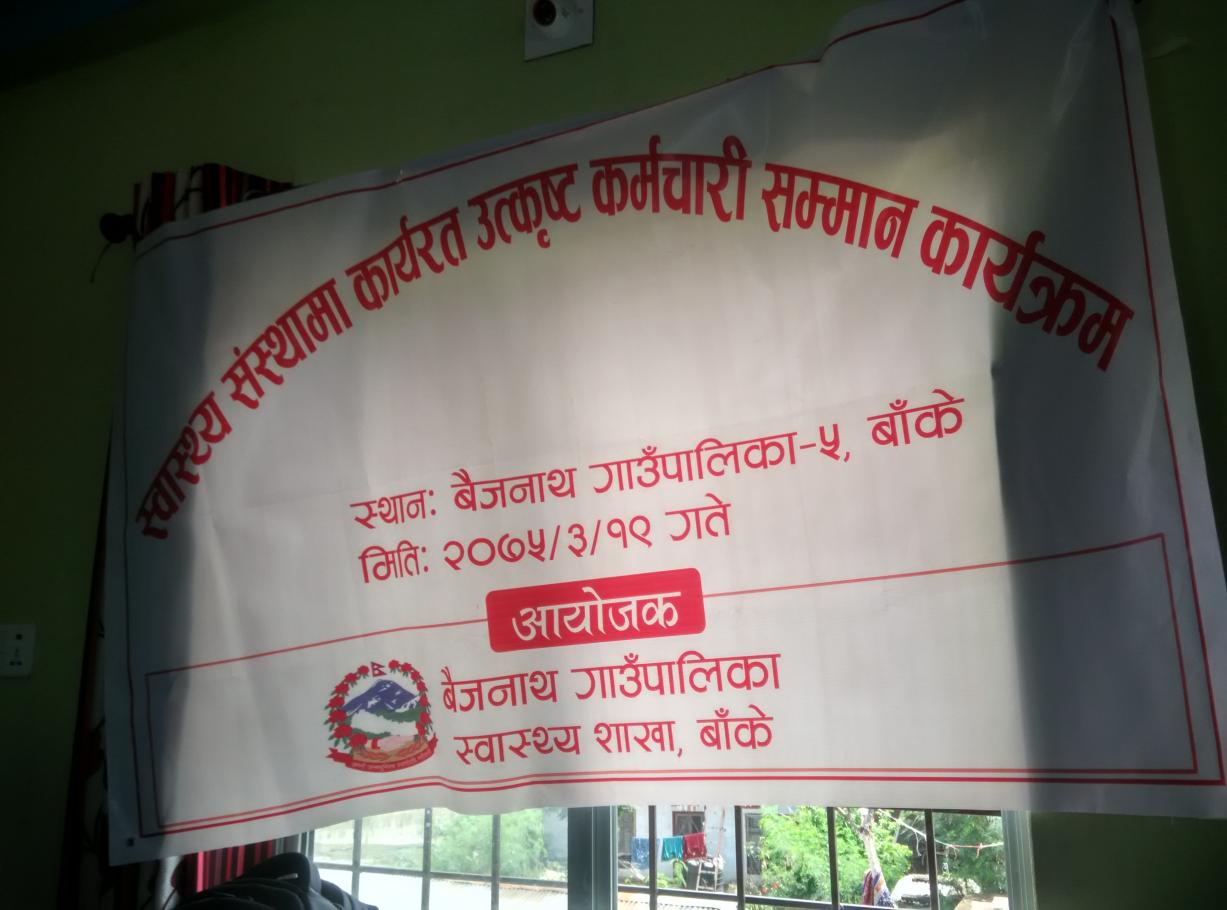 स्वास्थ्य संस्थामा कार्यरत उत्कृष्ट कर्मचारी सम्मान कार्यक्रम
स्थान: बैजनाथ गाउँपालिका-५, बाँके
मिति: २०७५/३/१९ गते
आयोजक
बैजनाथ गाउँपालिका
स्वास्थ्य शाखा, बाँके